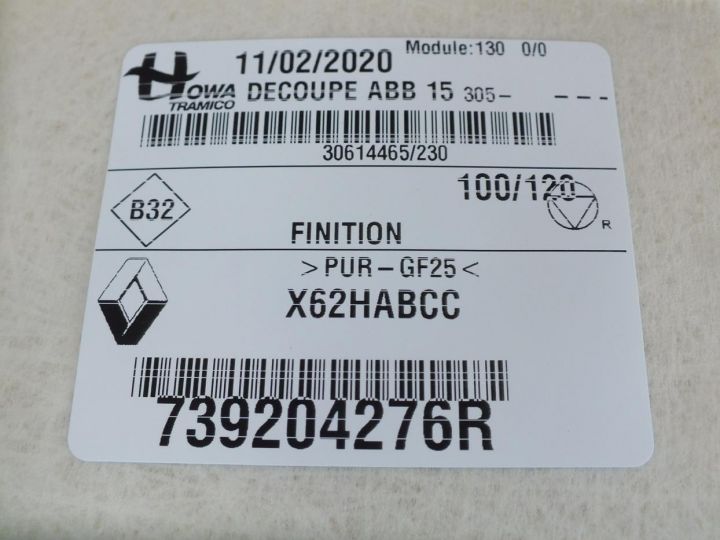 Module:130 0/0
HOWA
TRAMICO
11/02/2020
DECOUPE ABB 15 305- ---
30614465/230
B32
100/120
R
FINITION
>PUR-GF25<
X62HABCC
739204276R